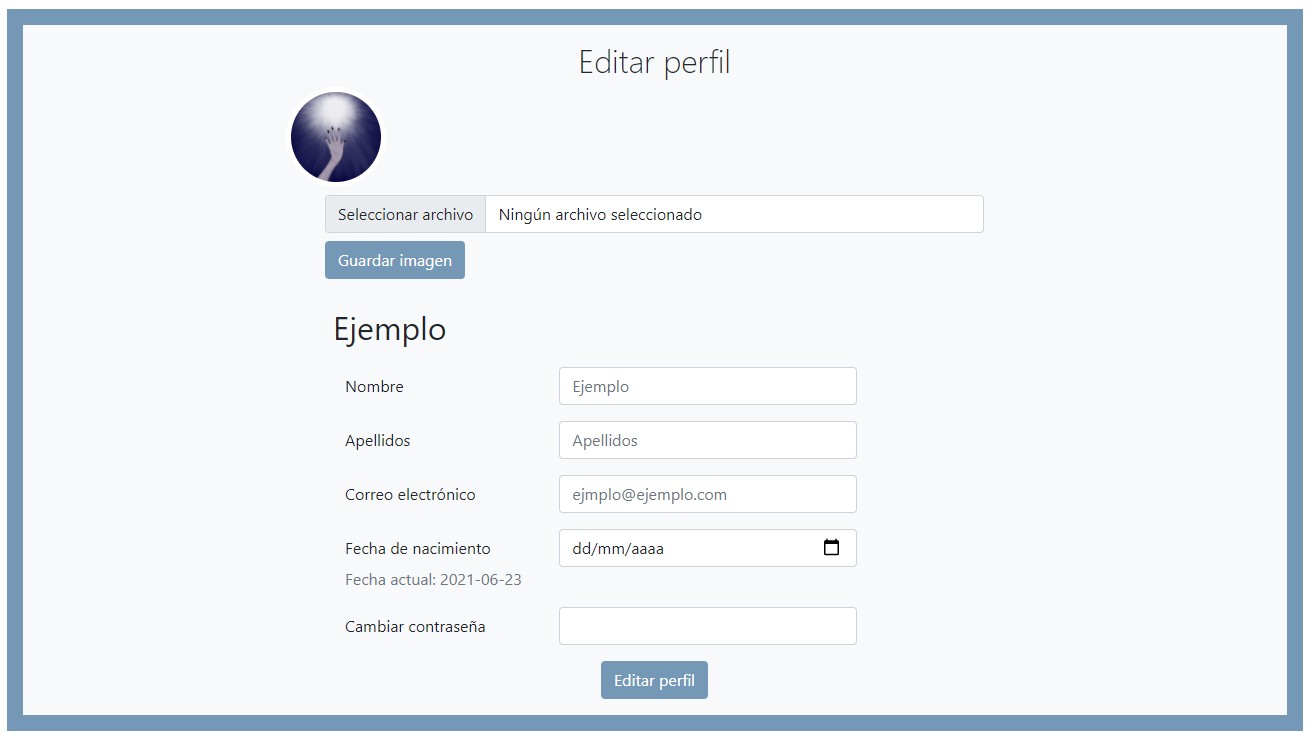 Editar perfil
Seleccionar archivo Ningún archivo seleccionado
Guardar imagen
Ejemplo
Nombre Ejemplo
Apellidos Apellidos
Correo electrónico ejmplo@ejemplo.com
Fecha de nacimiento dd/mm/aaaa
Fecha actual: 2021-06-23
Cambiar contraseña
Editar perfil